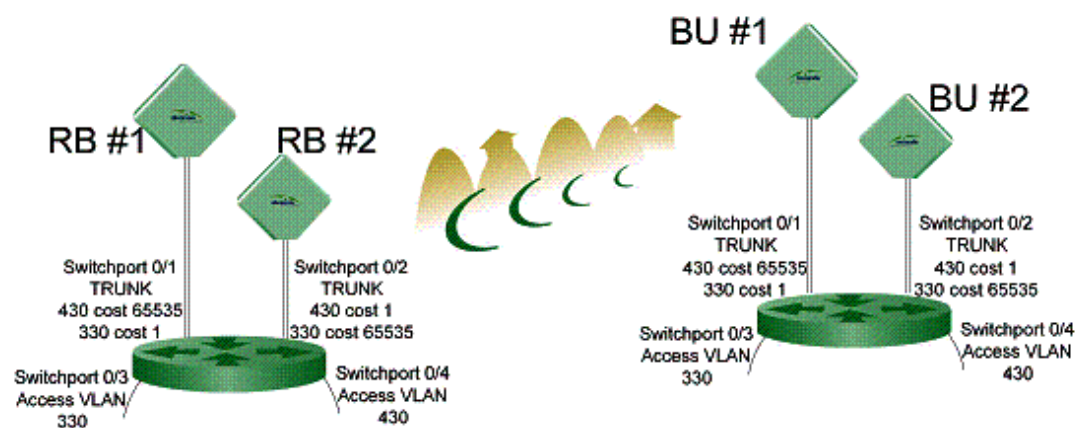 RB #1
RB #2
Switchport 0/1
TRUNK
430 cost 65535
330 cost 1
Switchport 0/2
TRUNK
430 cost 1
330 cost 65535
Switchport 0/3
Access VLAN
330
Switchport 0/4
Access VLAN
430
BU #1
BU #2
Switchport 0/1
TRUNK
430 cost 65535
330 cost 1
Switchport 0/2
TRUNK
430 cost 1
330 cost 65535
Switchport 0/3
Access VLAN
330
Switchport 0/4
Access VLAN
430